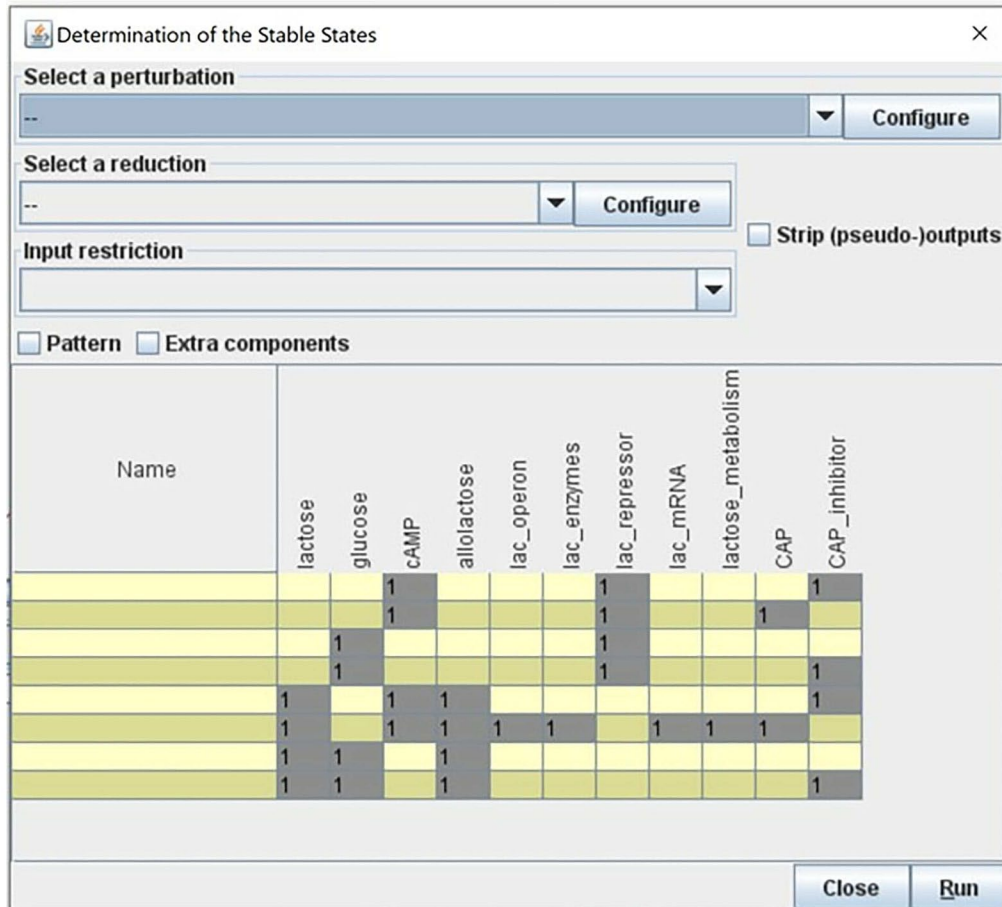 Determination of the Stable States
Select a perturbation
--
Configure
Select a reduction
--
Configure
Strip (pseudo-)outputs
Input restriction
Pattern
Extra components
Name
lactose
glucose
cAMP
allolactose
lac_operon
lac_enzymes
lac_repressor
lac_mRNA
lactose_metabolism
CAP
CAP_inhibitor
1 1 1
1 1 1
1 1
1 1 1
1 1 1 1
1 1 1 1 1 1 1 1
1 1 1
1 1 1 1
Close
Run